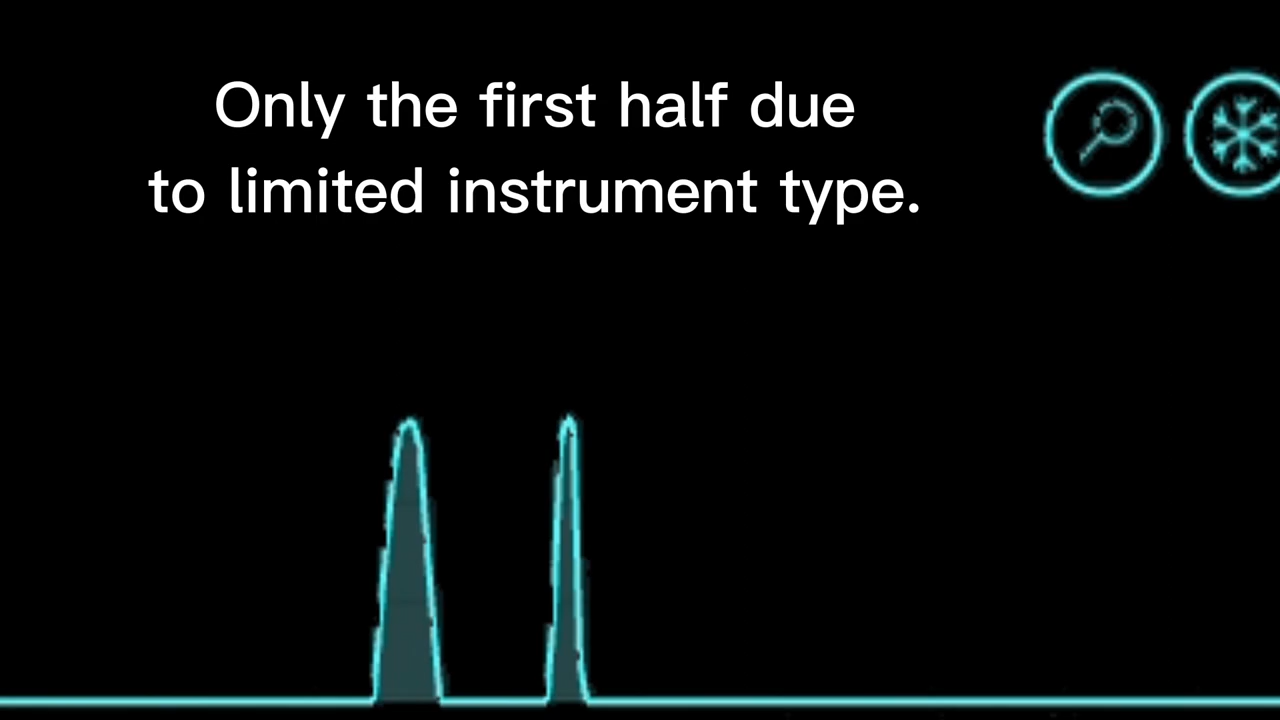 Only the first half due
to limited instrument type.